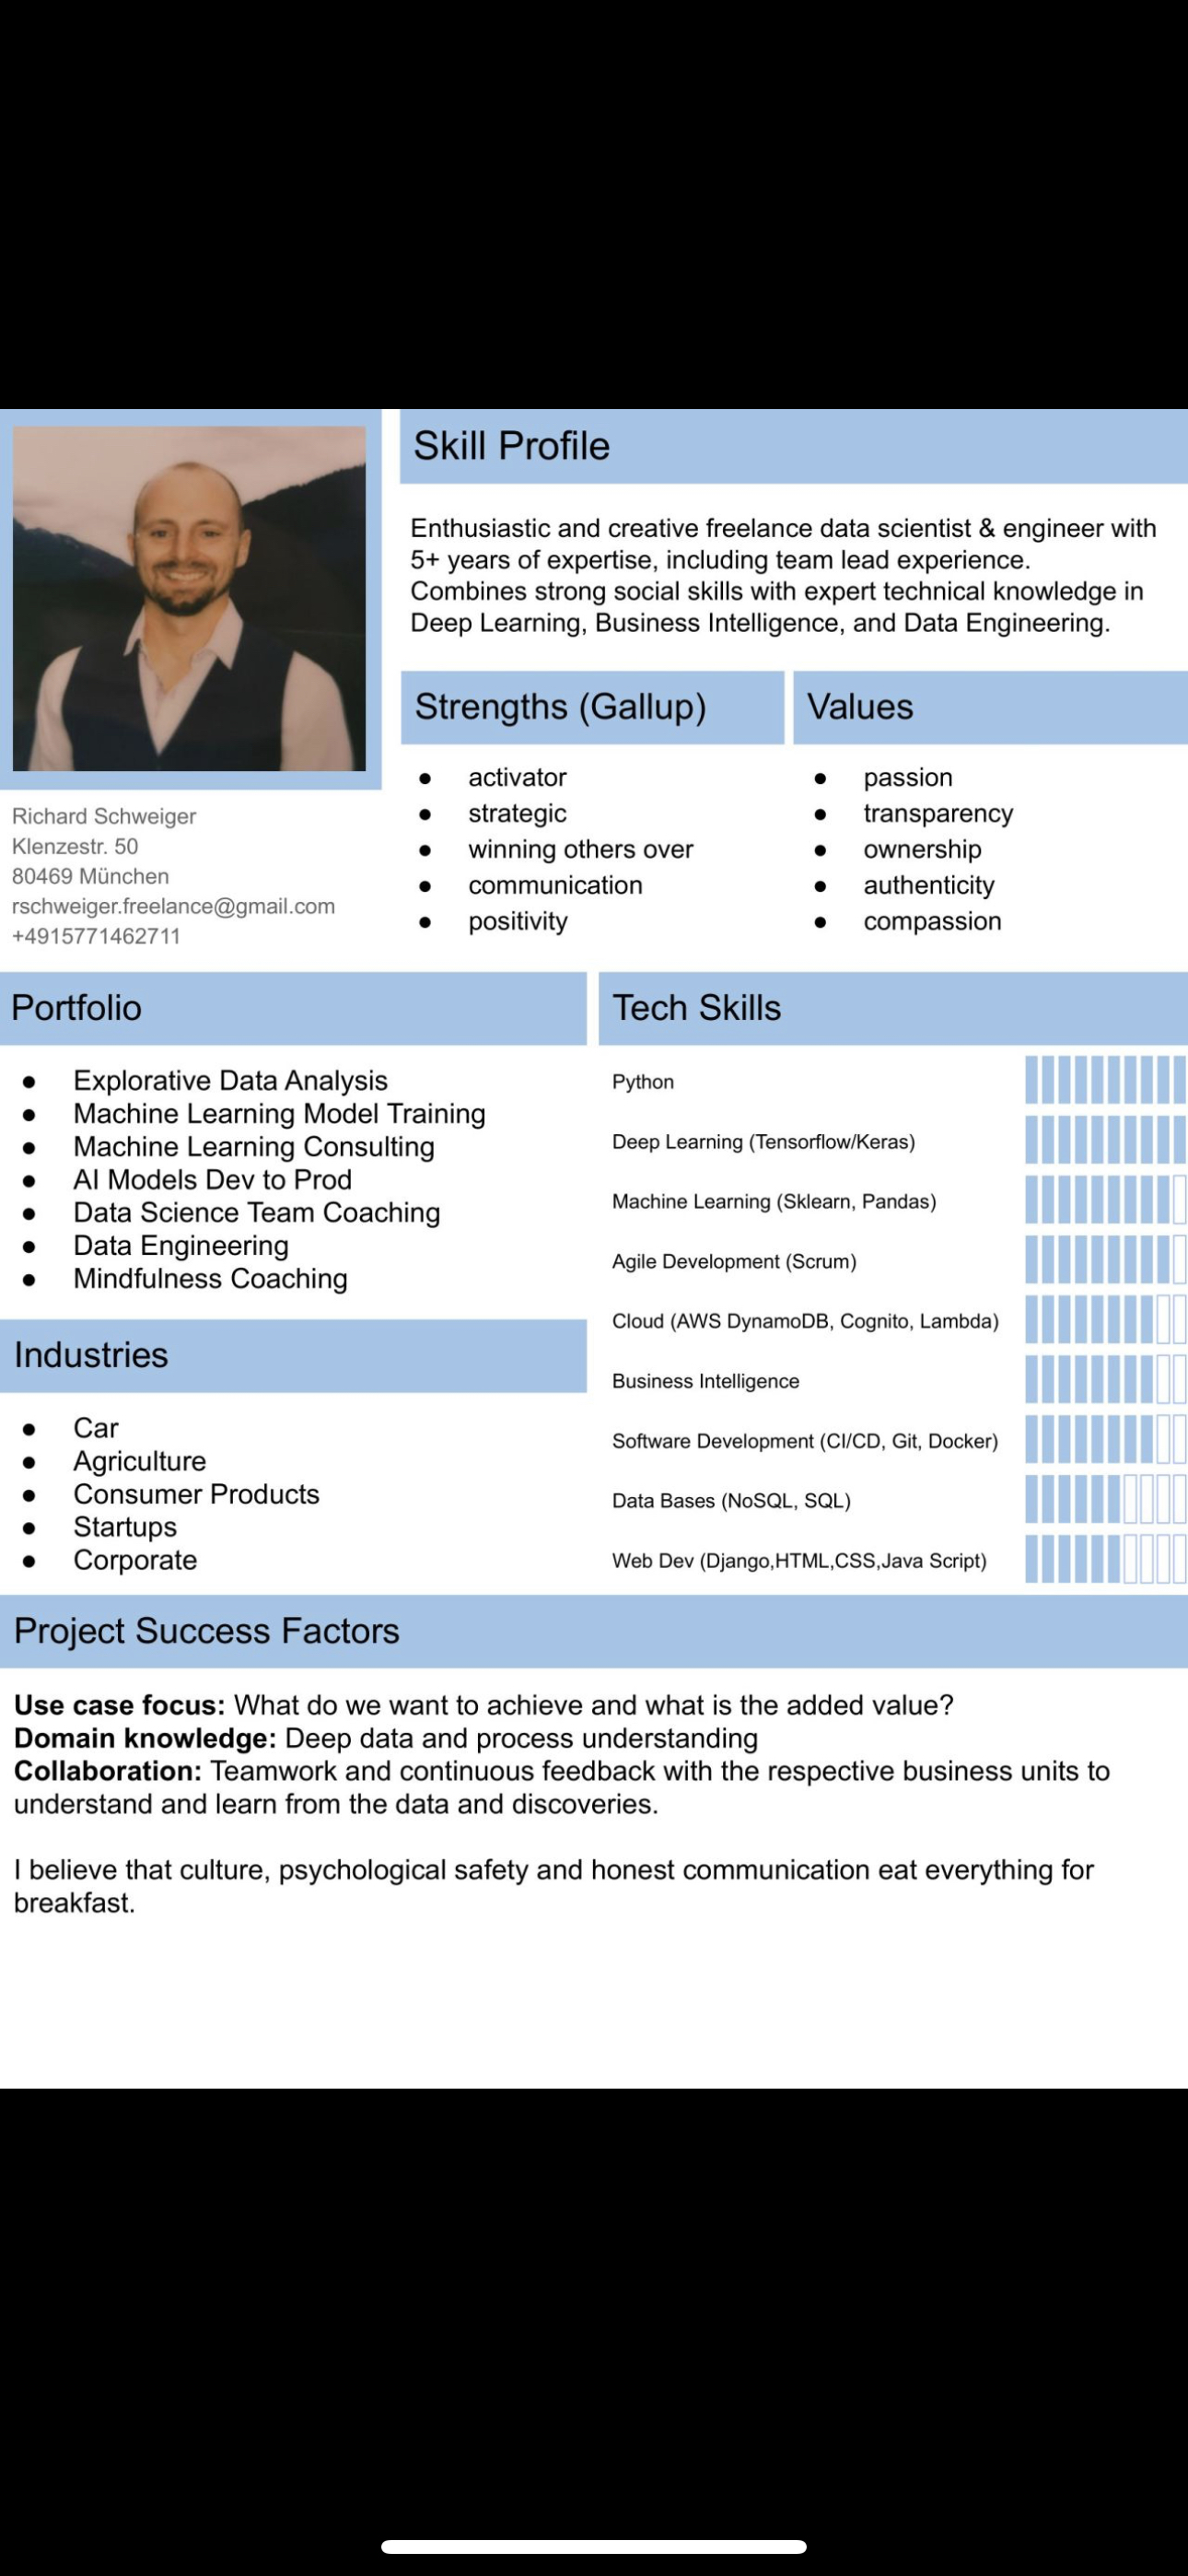 Skill Profile
Enthusiastic and creative freelance data scientist & engineer with
5+ years of expertise, including team lead experience.
Combines strong social skills with expert technical knowledge in
Deep Learning, Business Intelligence, and Data Engineering.
Richard Schweiger
Klenzestr. 50
80469 München
rschweiger.freelance@gmail.com
+4915771462711
Strengths (Gallup)
● activator
● strategic
● winning others over
● communication
● positivity
Values
● passion
● transparency
● ownership
● authenticity
● compassion
Portfolio
● Explorative Data Analysis
● Machine Learning Model Training
● Machine Learning Consulting
● AI Models Dev to Prod
● Data Science Team Coaching
● Data Engineering
● Mindfulness Coaching
Industries
● Car
● Agriculture
● Consumer Products
● Startups
● Corporate
Tech Skills
Python
Deep Learning (Tensorflow/Keras)
Machine Learning (Sklearn, Pandas)
Agile Development (Scrum)
Cloud (AWS DynamoDB, Cognito, Lambda)
Business Intelligence
Software Development (CI/CD, Git, Docker)
Data Bases (NoSQL, SQL)
Web Dev (Django,HTML,CSS,Java Script)
Project Success Factors
Use case focus: What do we want to achieve and what is the added value?
Domain knowledge: Deep data and process understanding
Collaboration: Teamwork and continuous feedback with the respective business units to
understand and learn from the data and discoveries.
I believe that culture, psychological safety and honest communication eat everything for
breakfast.